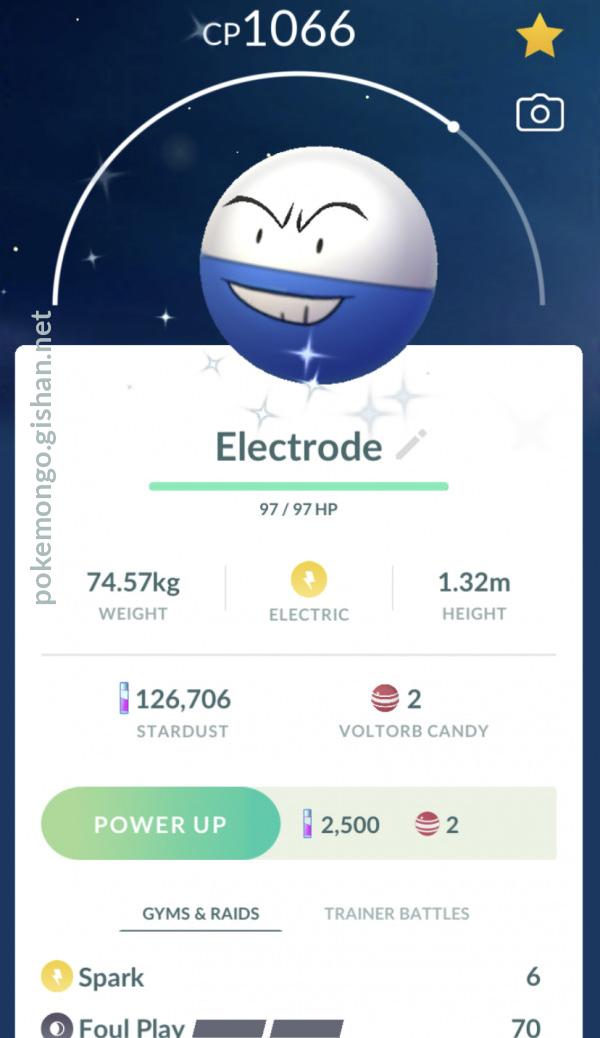 CP1066
pokemongo.gishan.net
Electrode
97 / 97 HP
74.57kg
WEIGHT
ELECTRIC
1.32m
HEIGHT
126,706
STARDUST
2
VOLTORB CANDY
POWER UP
2,500
2
GYMS & RAIDS
TRAINER BATTLES
Spark
6
Foul Play
70